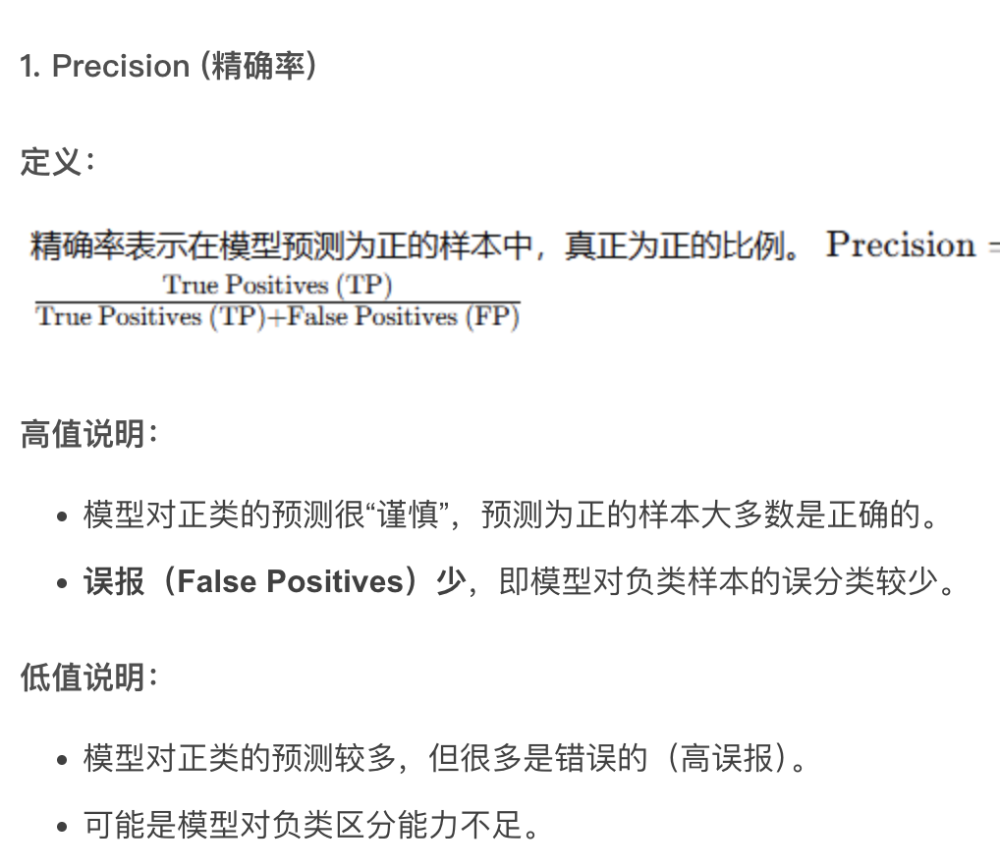 1. Precision (精确率)
定义：
精确率表示在模型预测为正的样本中，真正为正的比例。 Precision =
True Positives (TP)
True Positives (TP)+False Positives (FP)
高值说明：
• 模型对正类的预测很“谨慎”，预测为正的样本大多数是正确的。
• 误报（False Positives）少，即模型对负类样本的误分类较少。
低值说明：
• 模型对正类的预测较多，但很多是错误的（高误报）。
• 可能是模型对负类区分能力不足。